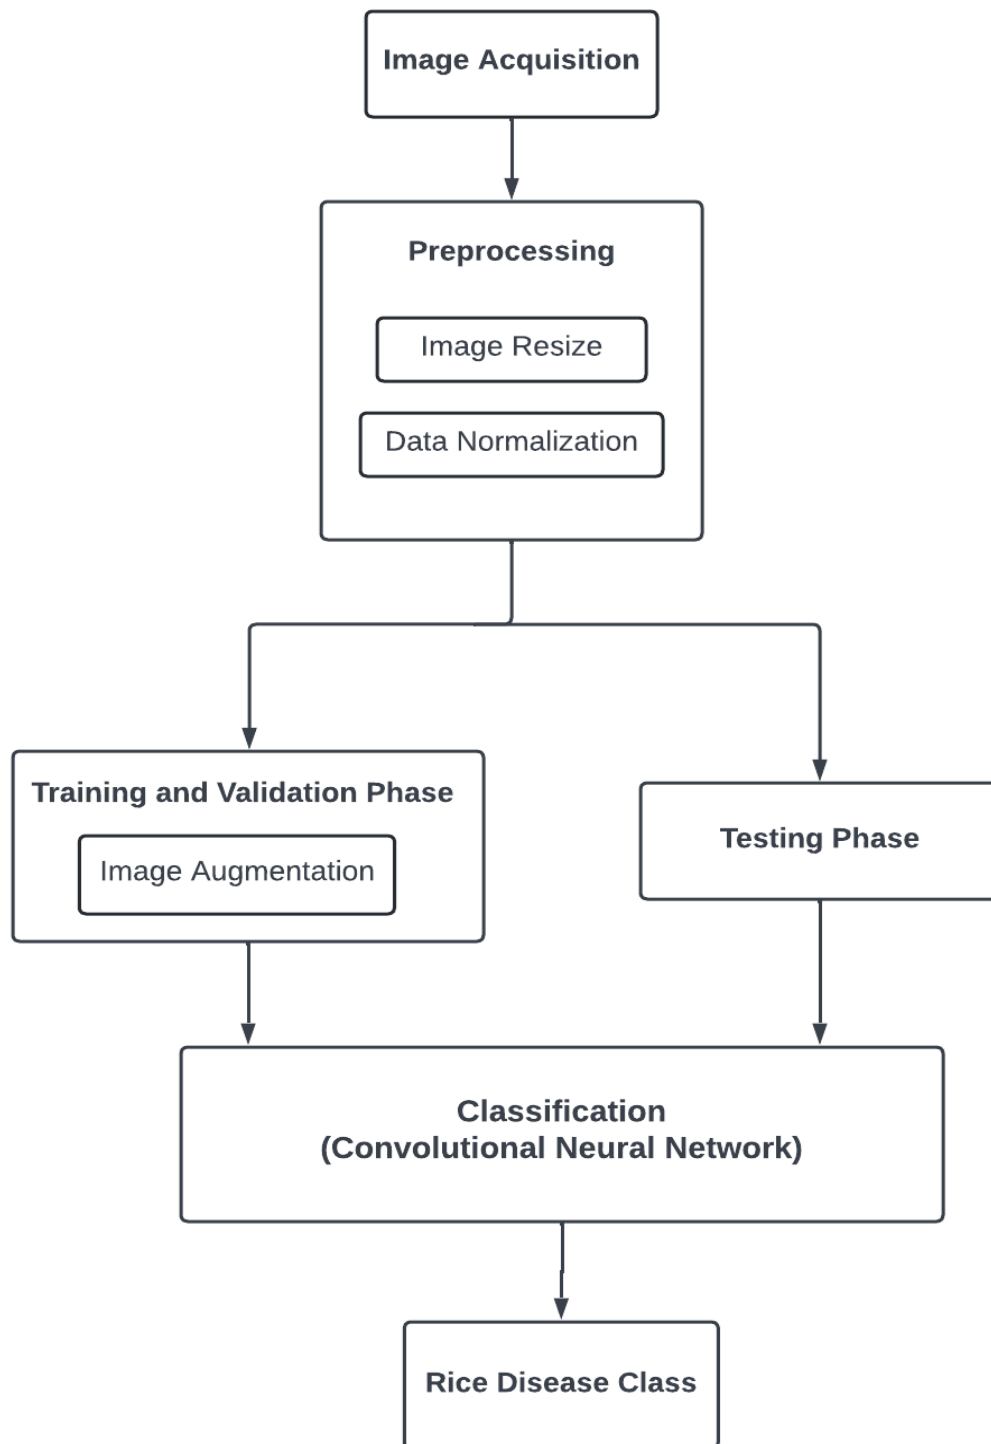 Image Acquisition
Preprocessing
Image Resize
Data Normalization
Training and Validation Phase
Image Augmentation
Testing Phase
Classification
(Convolutional Neural Network)
Rice Disease Class